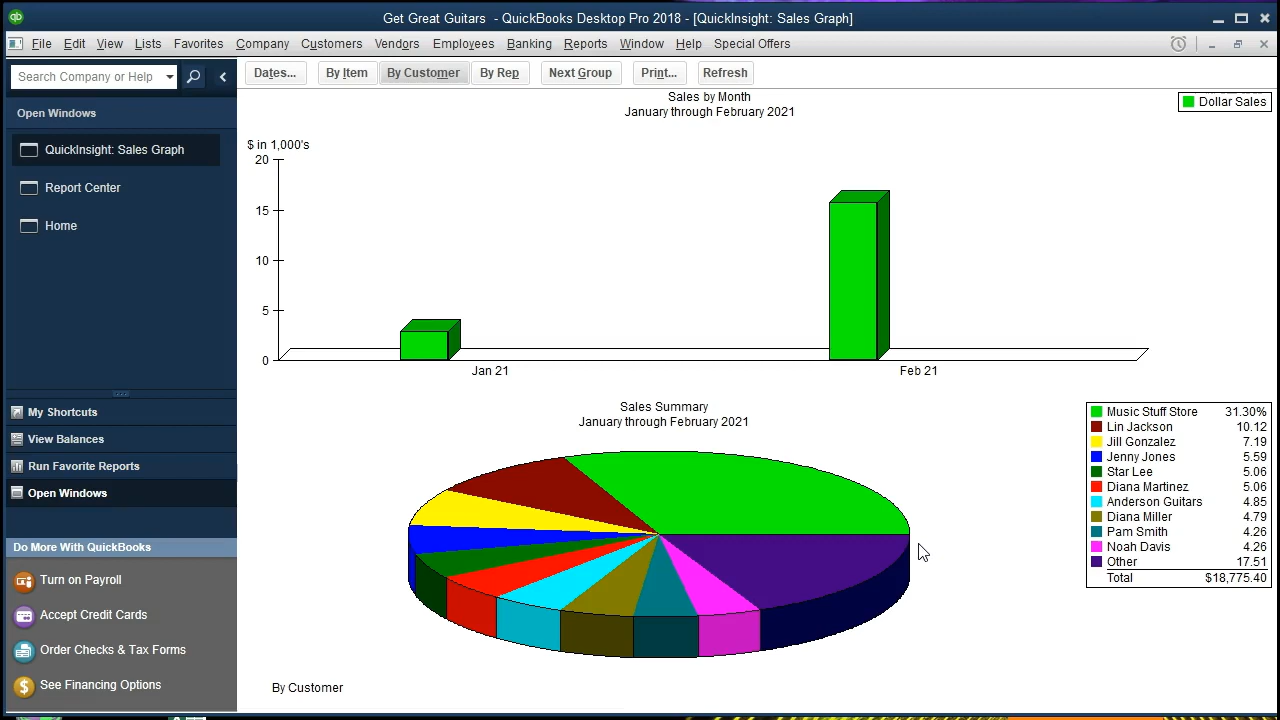 Get Great Guitars - QuickBooks Desktop Pro 2018 - [QuickInsight: Sales Graph]
File Edit View Lists Favorites Company Customers Vendors Employees Banking Reports Window Help Special Offers
Search Company or Help
Dates... By Item By Customer By Rep Next Group Print... Refresh
Open Windows
QuickInsight: Sales Graph
Report Center
Home
My Shortcuts
View Balances
Run Favorite Reports
Open Windows
Do More With QuickBooks
Turn on Payroll
Accept Credit Cards
Order Checks & Tax Forms
See Financing Options
Sales by Month
January through February 2021
Dollar Sales
$ in 1,000's
20
15
10
5
0
Jan 21 Feb 21
Sales Summary
January through February 2021
Music Stuff Store 31.30%
Lin Jackson 10.12
Jill Gonzalez 7.19
Jenny Jones 5.59
Star Lee 5.06
Diana Martinez 5.06
Anderson Guitars 4.85
Diana Miller 4.79
Pam Smith 4.26
Noah Davis 4.26
Other 17.51
Total $18,775.40
By Customer